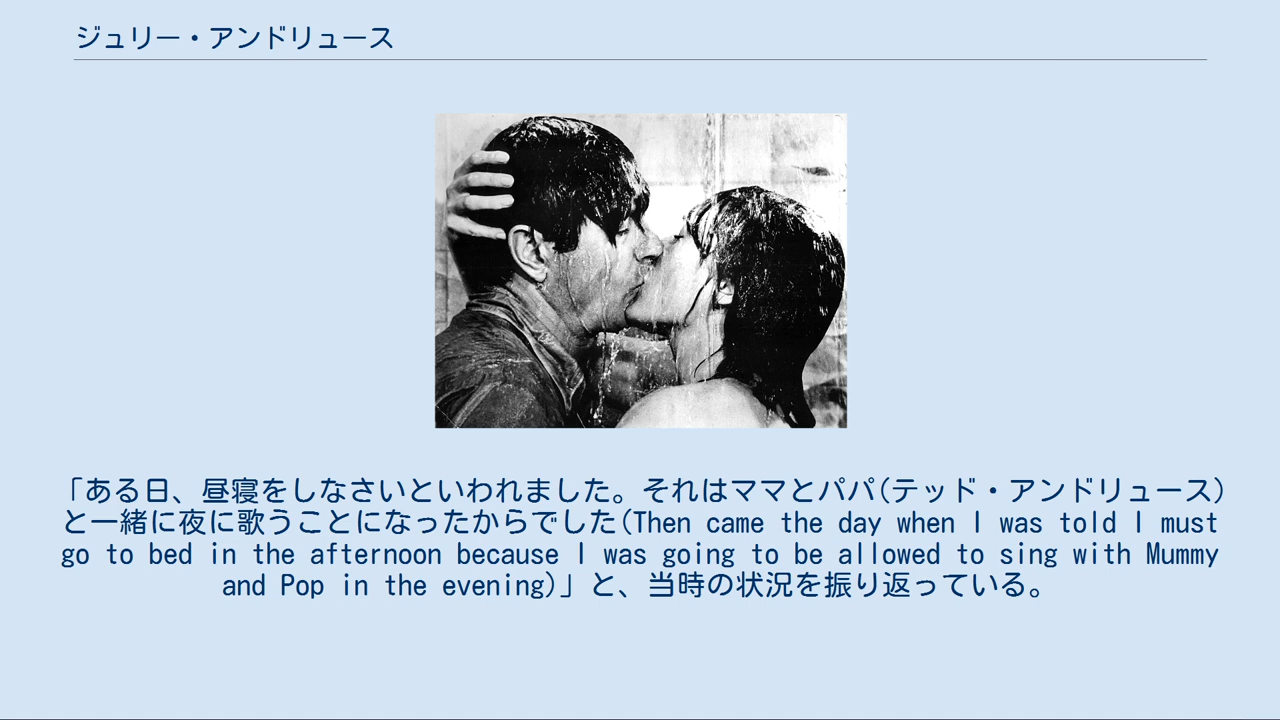 ジュリー・アンドリュース
「ある日、昼寝をしなさいといわれました。それはママとパパ(テッド・アンドリュース)
と一緒に夜に歌うことになったからでした(Then came the day when I was told I must
go to bed in the afternoon because I was going to be allowed to sing with Mummy
and Pop in the evening)」と、当時の状況を振り返っている。